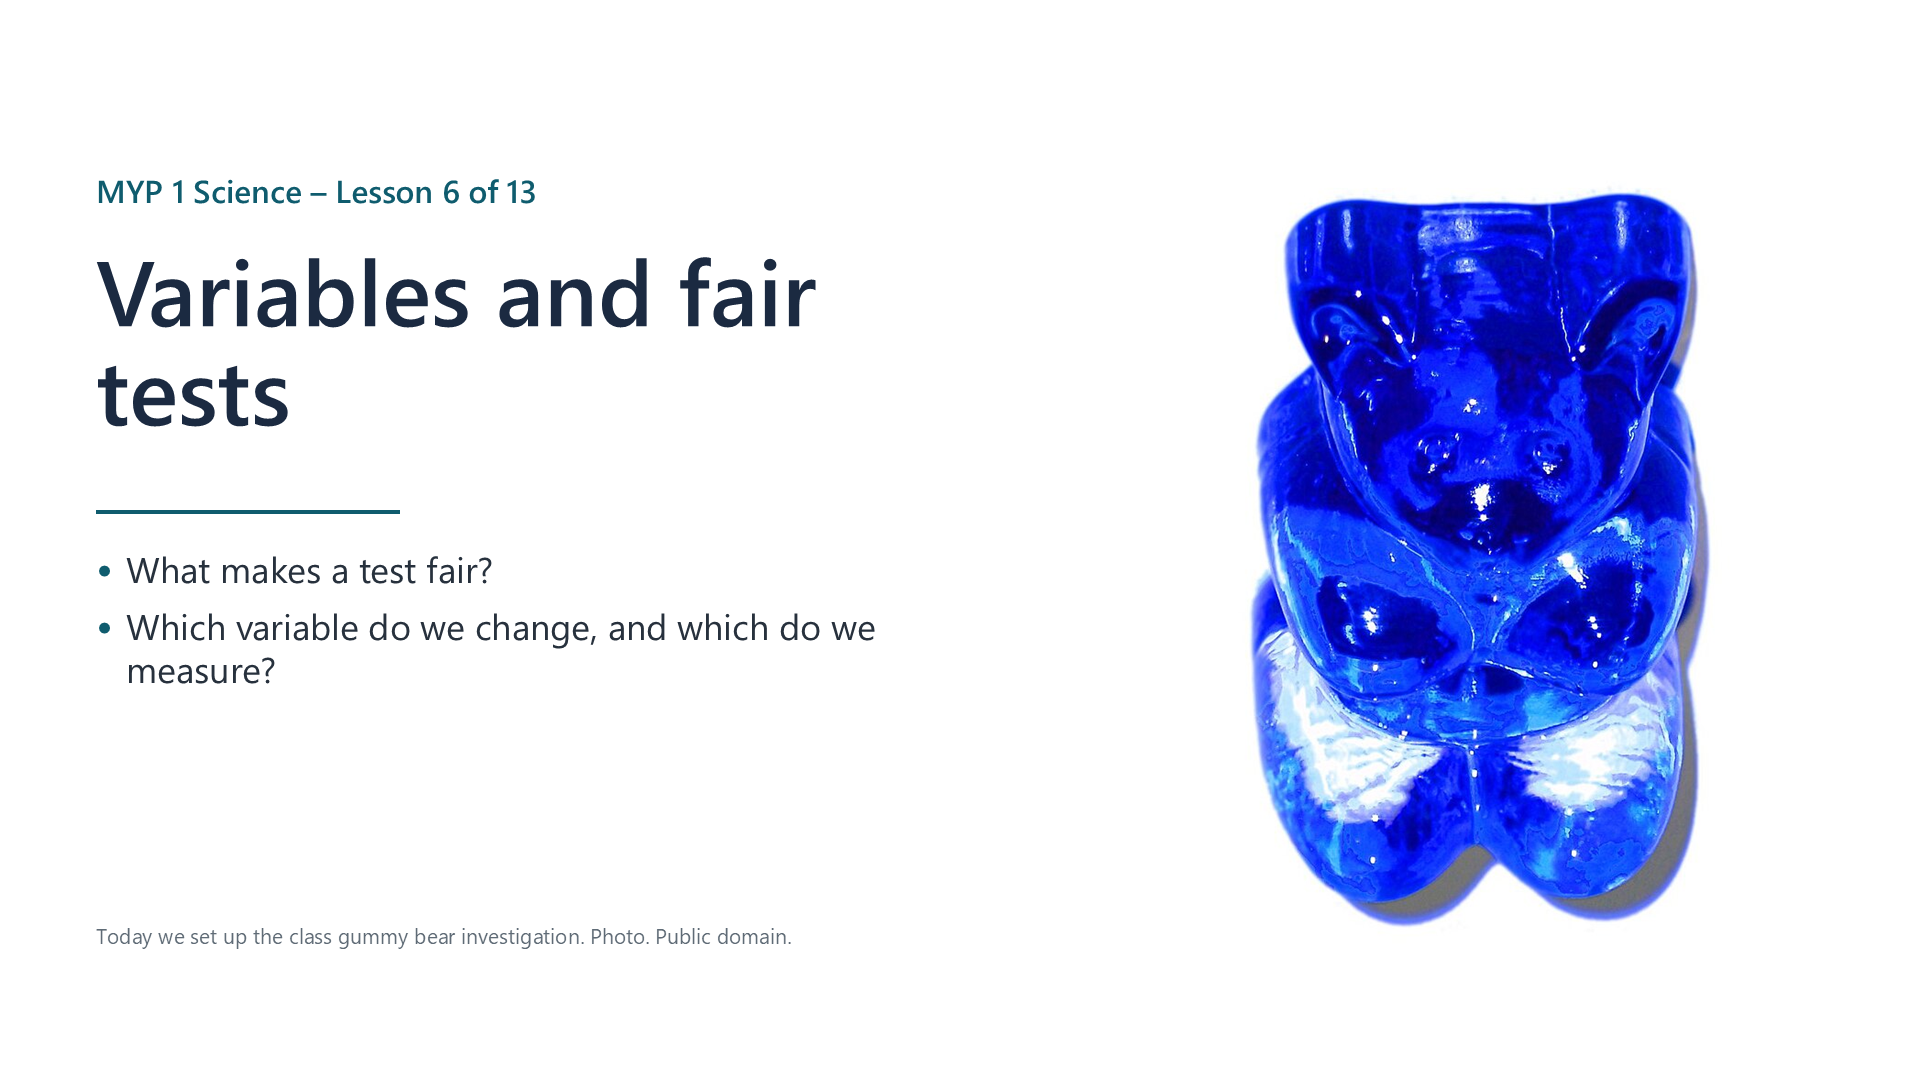 MYP 1 Science – Lesson 6 of 13
Variables and fair
tests
• What makes a test fair?
• Which variable do we change, and which do we
measure?
Today we set up the class gummy bear investigation. Photo. Public domain.